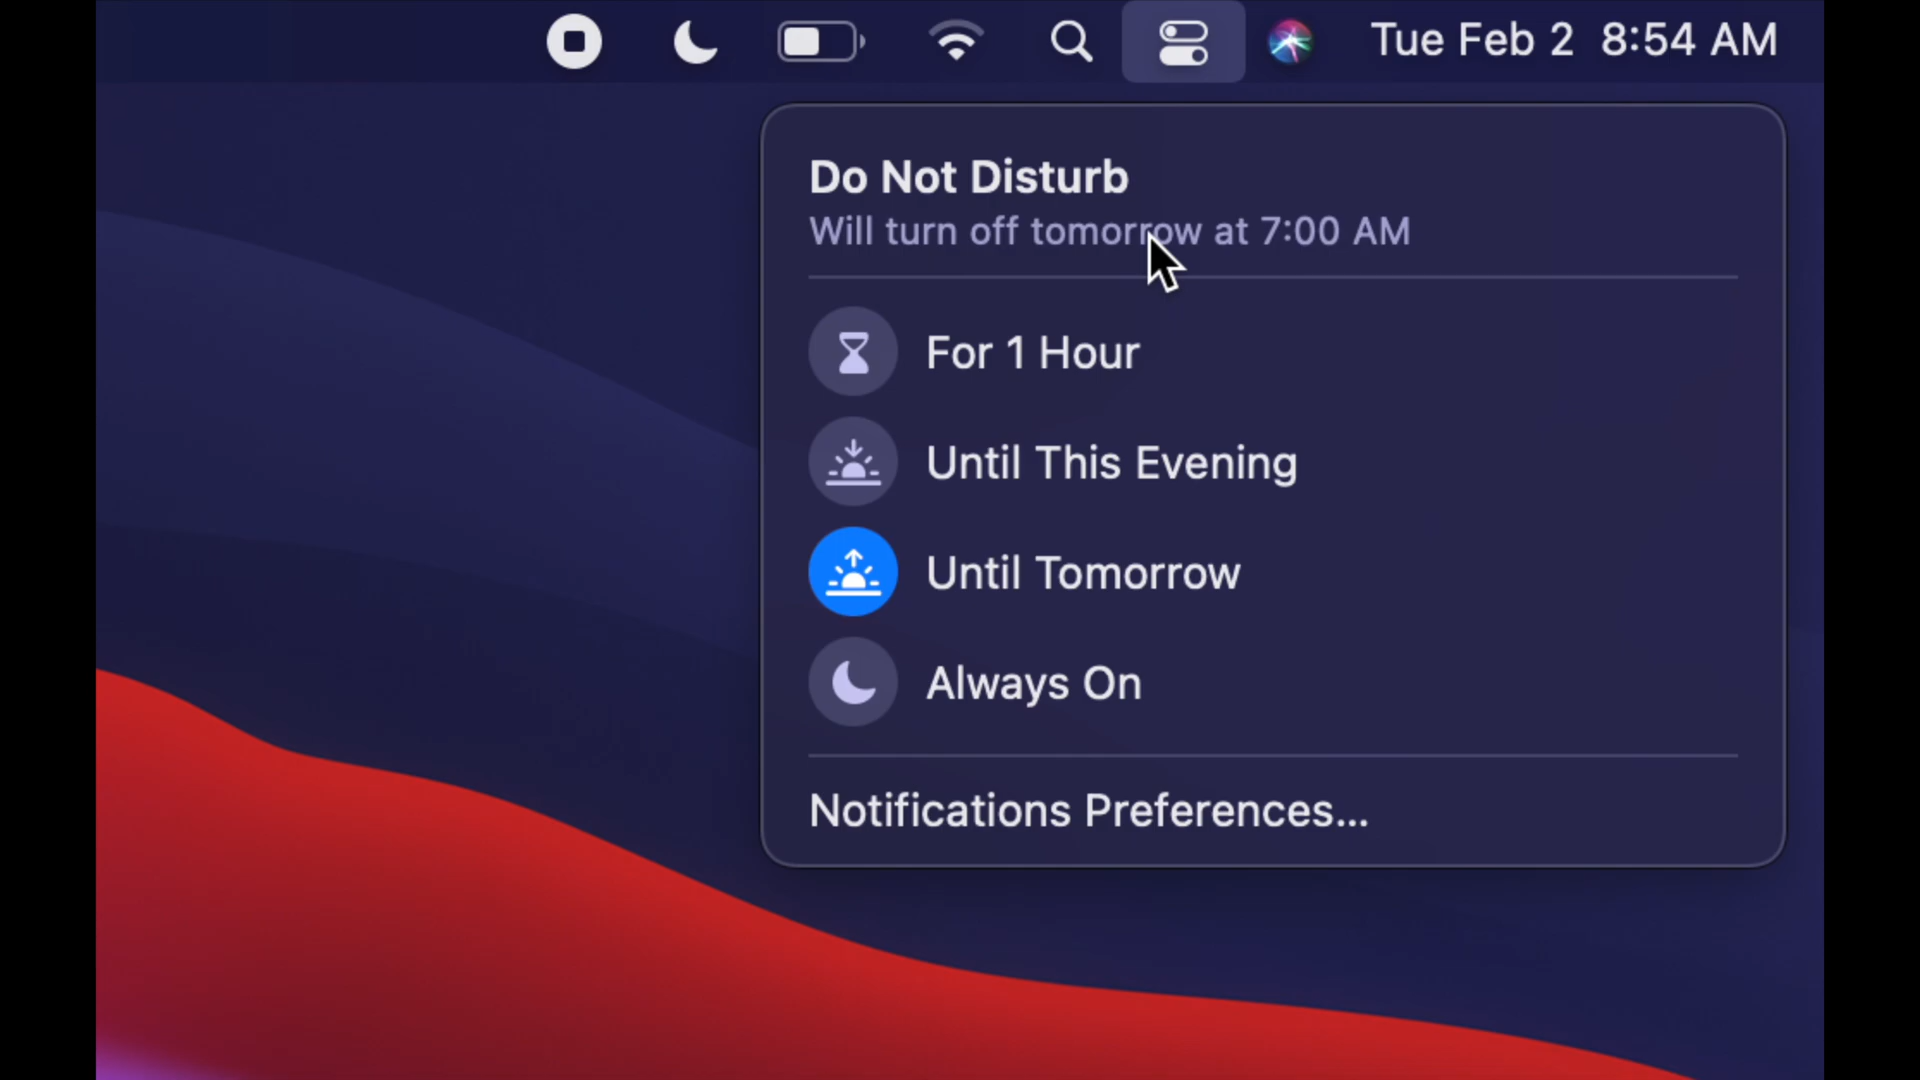 Tue Feb 2 8:54 AM
Do Not Disturb
Will turn off tomorrow at 7:00 AM
For 1 Hour
Until This Evening
Until Tomorrow
Always On
Notifications Preferences...